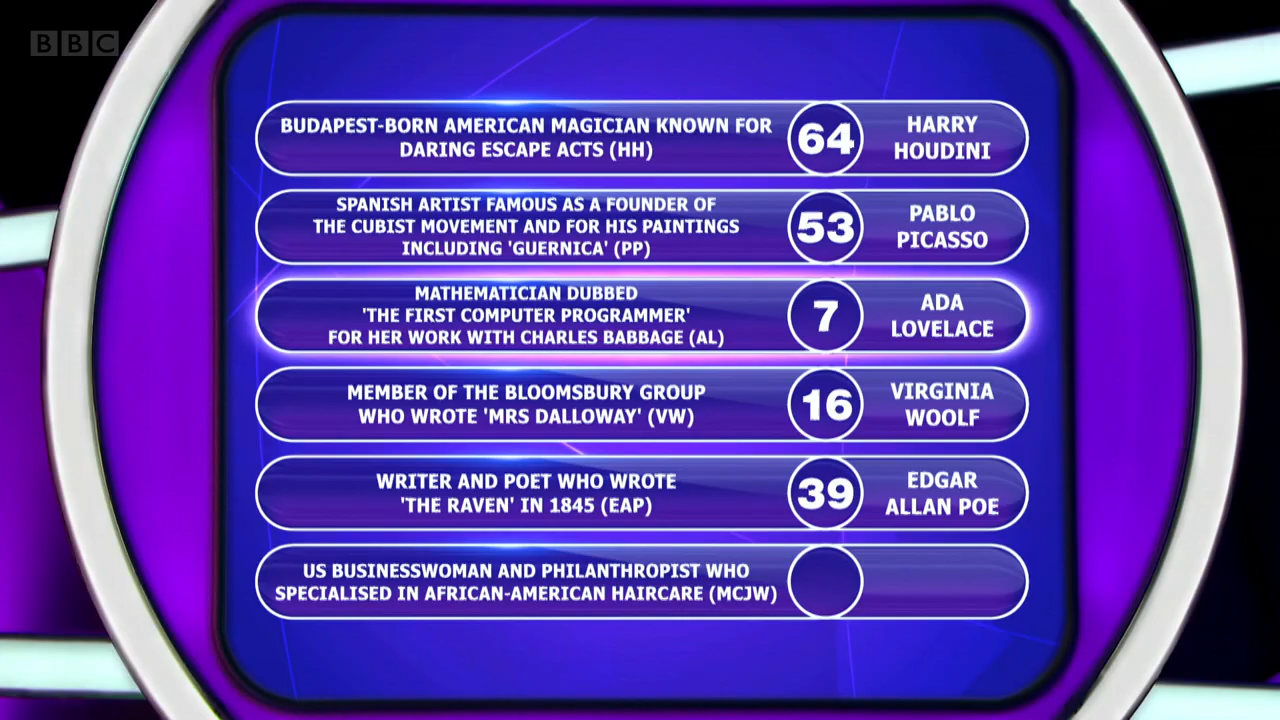 BBC
BUDAPEST-BORN AMERICAN MAGICIAN KNOWN FOR
DARING ESCAPE ACTS (HH)
64
HARRY
HOUDINI
SPANISH ARTIST FAMOUS AS A FOUNDER OF
THE CUBIST MOVEMENT AND FOR HIS PAINTINGS
INCLUDING 'GUERNICA' (PP)
53
PABLO
PICASSO
MATHEMATICIAN DUBBED
'THE FIRST COMPUTER PROGRAMMER'
FOR HER WORK WITH CHARLES BABBAGE (AL)
7
ADA
LOVELACE
MEMBER OF THE BLOOMSBURY GROUP
WHO WROTE 'MRS DALLOWAY' (VW)
16
VIRGINIA
WOOLF
WRITER AND POET WHO WROTE
'THE RAVEN' IN 1845 (EAP)
39
EDGAR
ALLAN POE
US BUSINESSWOMAN AND PHILANTHROPIST WHO
SPECIALISED IN AFRICAN-AMERICAN HAIRCARE (MCJW)